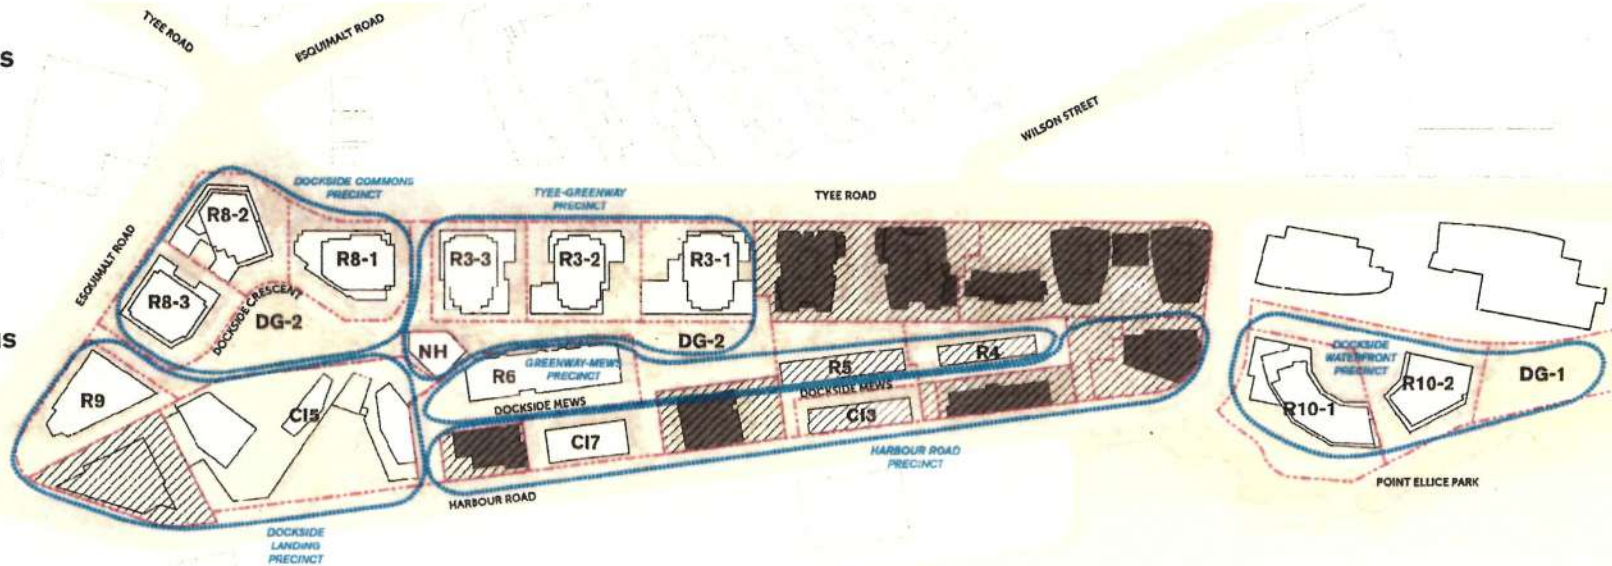 TYEE ROAD
ESQUIMALT ROAD
s
WILSON STREET
DOCKSIDE COMMONS
PRECINCT
TYEE-GREENWAY
PRECINCT
TYEE ROAD
R8-2
ESQUIMALT ROAD
R8-1
R3-3
R3-2
R3-1
R8-3
DOCKSIDE CRESCENT
DG-2
DG-2
is
NH
R6
GREENWAY-MEWS
PRECINCT
R5
R4
DOCKSIDE
WATERFRONT
PRECINCT
DG-1
R9
CI5
DOCKSIDE MEWS
DOCKSIDE MEWS
R10-2
R10-1
CI3
CI7
HARBOUR ROAD
PRECINCT
HARBOUR ROAD
POINT ELLICE PARK
DOCKSIDE
LANDING
PRECINCT